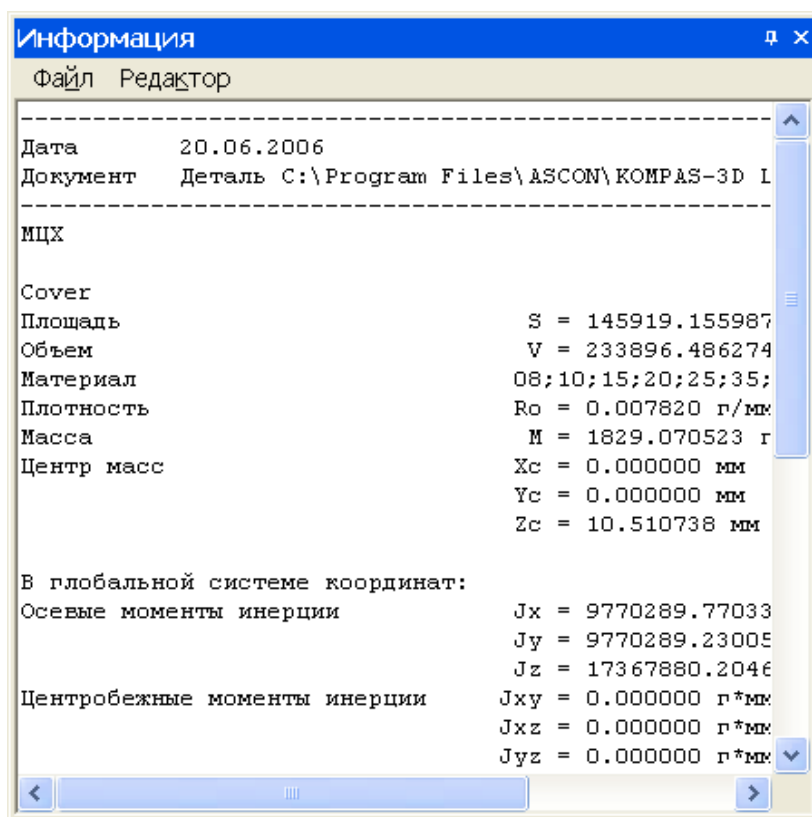 Информация
Файл Редактор
--------------------------------------------------
Дата 20.06.2006
Документ Деталь C:\Program Files\ASCON\KOMPAS-3D L
--------------------------------------------------
МЦХ
Cover
Площадь S = 145919.155987
Объем V = 233896.486274
Материал 08;10;15;20;25;35;
Плотность Ro = 0.007820 г/мм
Масса M = 1829.070523 г
Центр масс Xc = 0.000000 мм
Yc = 0.000000 мм
Zc = 10.510738 мм
В глобальной системе координат:
Осевые моменты инерции Jx = 9770289.77033
Jy = 9770289.23005
Jz = 17367880.2046
Центробежные моменты инерции Jxy = 0.000000 г*мм
Jxz = 0.000000 г*мм
Jyz = 0.000000 г*мм